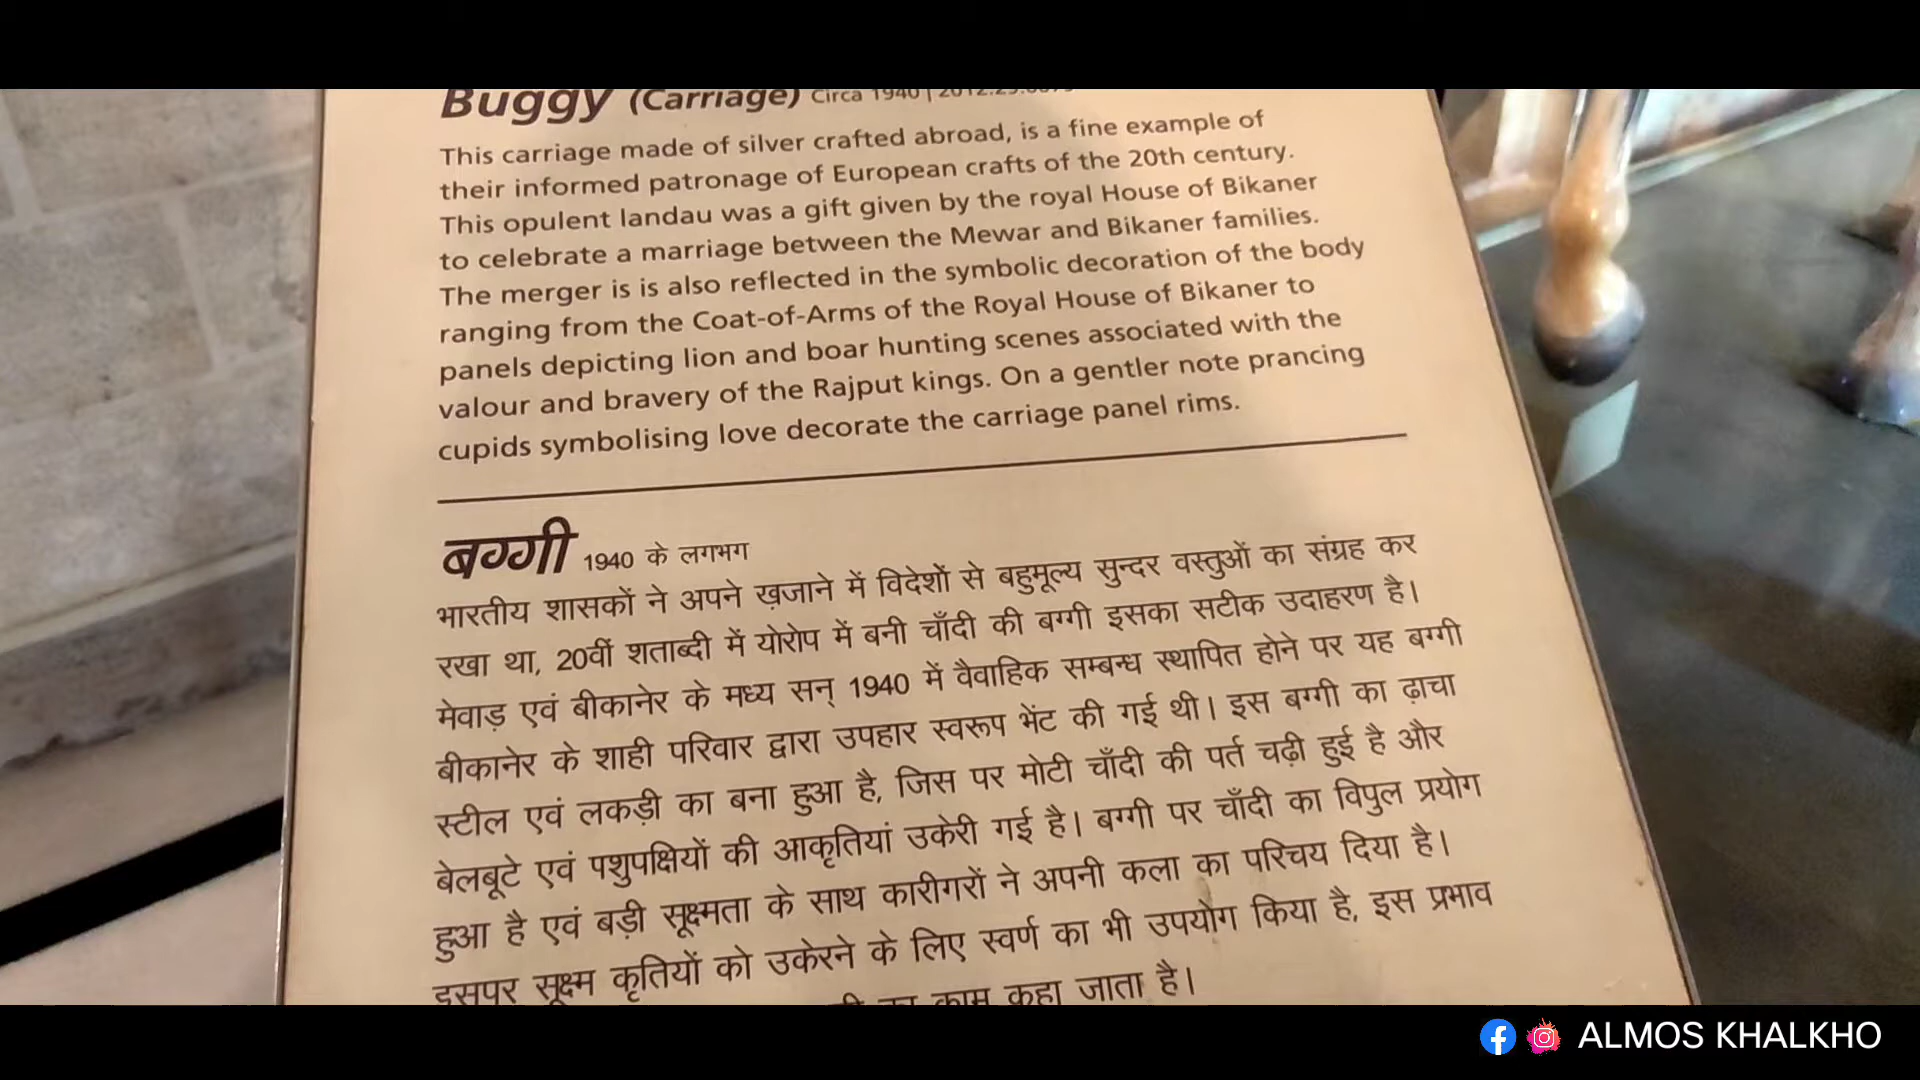 Buggy (Carriage) Circa 1940 |
This carriage made of silver crafted abroad, is a fine example of
their informed patronage of European crafts of the 20th century.
This opulent landau was a gift given by the royal House of Bikaner
to celebrate a marriage between the Mewar and Bikaner families.
The merger is is also reflected in the symbolic decoration of the body
ranging from the Coat-of-Arms of the Royal House of Bikaner to
panels depicting lion and boar hunting scenes associated with the
valour and bravery of the Rajput kings. On a gentler note prancing
cupids symbolising love decorate the carriage panel rims.
बग्गी 1940 के लगभग
भारतीय शासकों ने अपने ख़जाने में विदेशों से बहुमूल्य सुन्दर वस्तुओं का संग्रह कर
रखा था, 20वीं शताब्दी में योरोप में बनी चाँदी की बग्गी इसका सटीक उदाहरण है।
मेवाड़ एवं बीकानेर के मध्य सन् 1940 में वैवाहिक सम्बन्ध स्थापित होने पर यह बग्गी
बीकानेर के शाही परिवार द्वारा उपहार स्वरूप भेंट की गई थी। इस बग्गी का ढ़ाचा
स्टील एवं लकड़ी का बना हुआ है, जिस पर मोटी चाँदी की पर्त चढ़ी हुई है और
बेलबूटे एवं पशुपक्षियों की आकृतियां उकेरी गई है। बग्गी पर चाँदी का विपुल प्रयोग
हुआ है एवं बड़ी सूक्ष्मता के साथ कारीगरों ने अपनी कला का परिचय दिया है।
इसपर सूक्ष्म कृतियों को उकेरने के लिए स्वर्ण का भी उपयोग किया है, इस प्रभाव
का काम कहा जाता है।
ALMOS KHALKHO